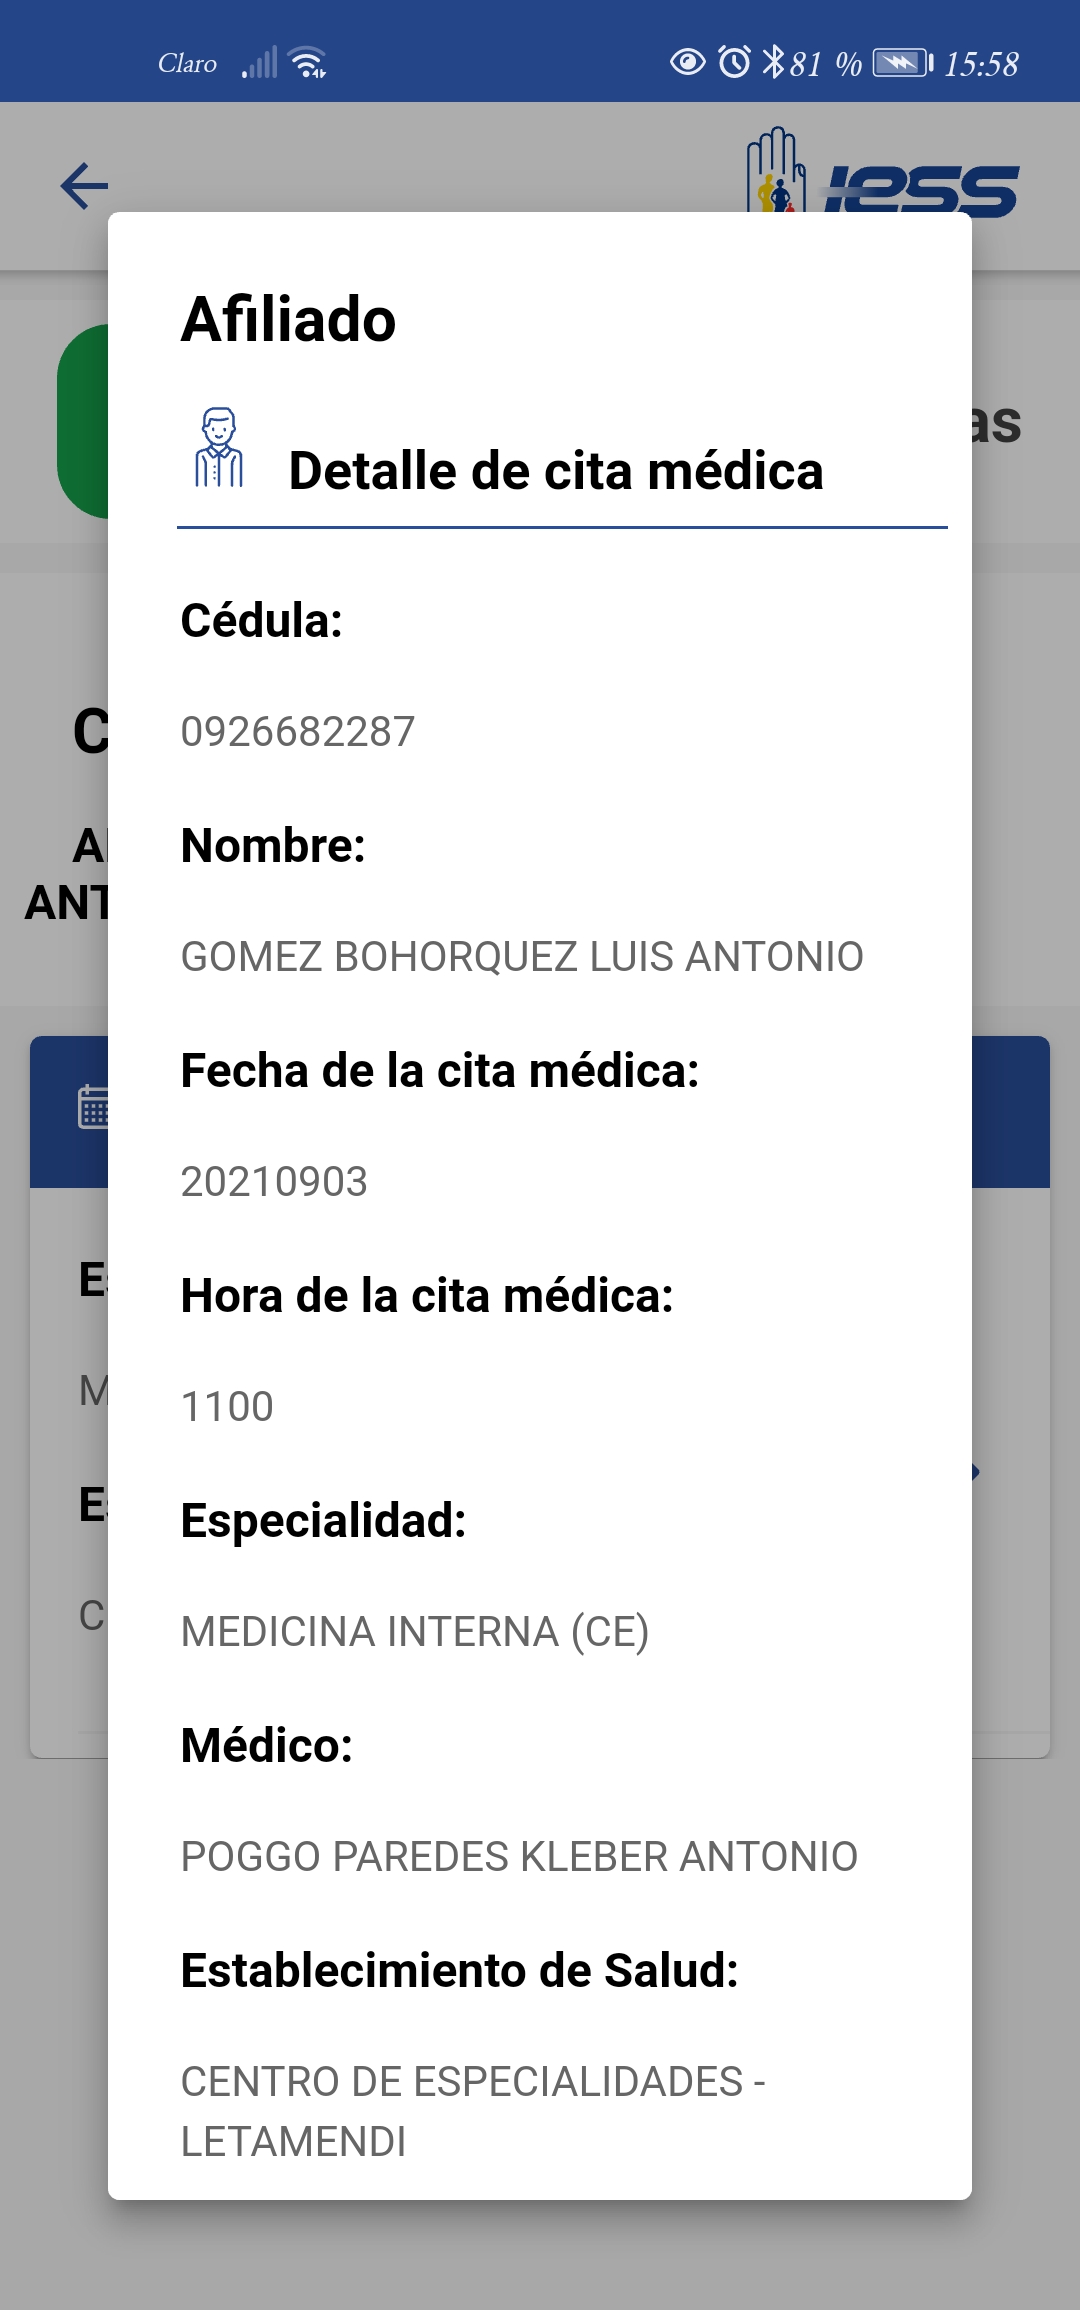 Claro 81 % 15:58
IESS
Afiliado
Detalle de cita médica
as
Cédula:
0926682287
Nombre:
GOMEZ BOHORQUEZ LUIS ANTONIO
ANT
Fecha de la cita médica:
20210903
Hora de la cita médica:
1100
Especialidad:
MEDICINA INTERNA (CE)
Médico:
POGGO PAREDES KLEBER ANTONIO
Establecimiento de Salud:
CENTRO DE ESPECIALIDADES -
LETAMENDI